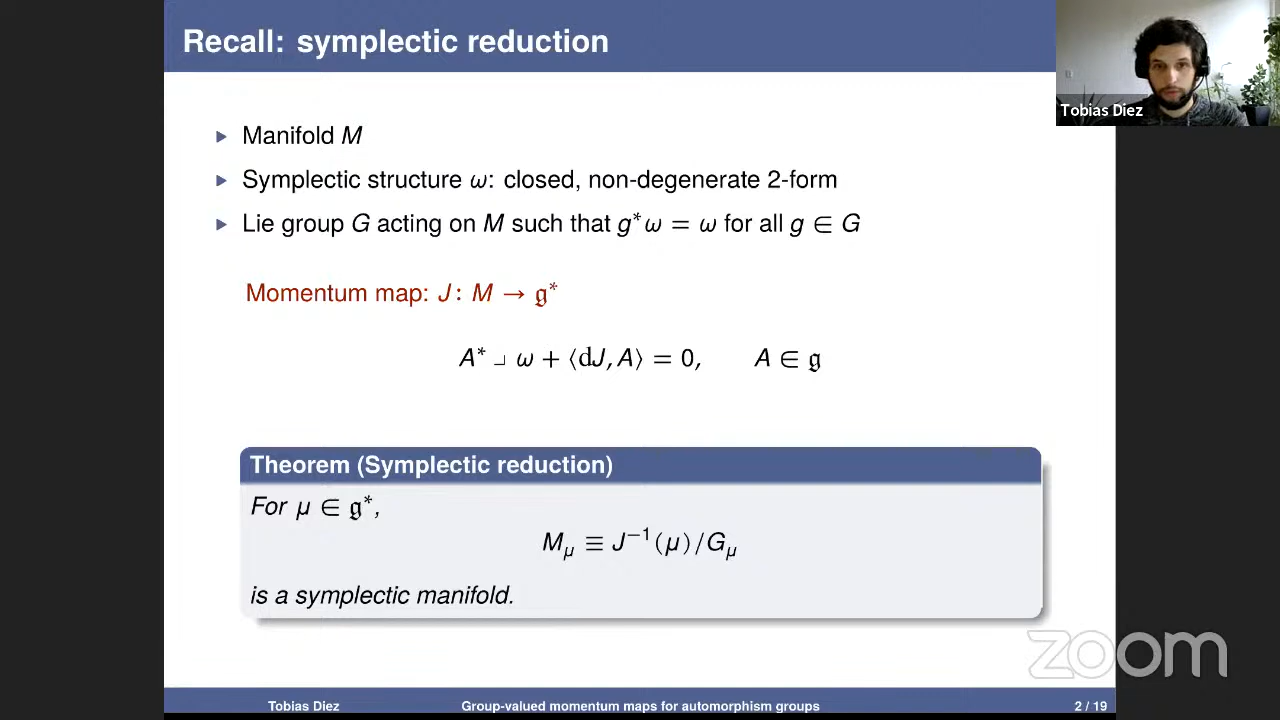 Recall: symplectic reduction
Tobias Diez
▶ Manifold M
▶ Symplectic structure ω: closed, non-degenerate 2-form
▶ Lie group G acting on M such that g*ω = ω for all g ∈ G
Momentum map: J : M → 𝔤*
A* ⌟ ω + ⟨dJ, A⟩ = 0, A ∈ 𝔤
Theorem (Symplectic reduction)
For μ ∈ 𝔤*,
M_μ ≡ J⁻¹(μ)/G_μ
is a symplectic manifold.
zoom
Tobias Diez Group-valued momentum maps for automorphism groups 2 / 19